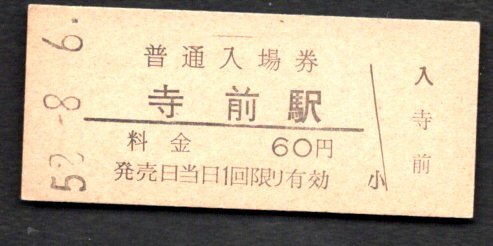 52.-8.6.
普通入場券
寺前駅
料金 60円
発売日当日1回限り有効 小
入
寺前